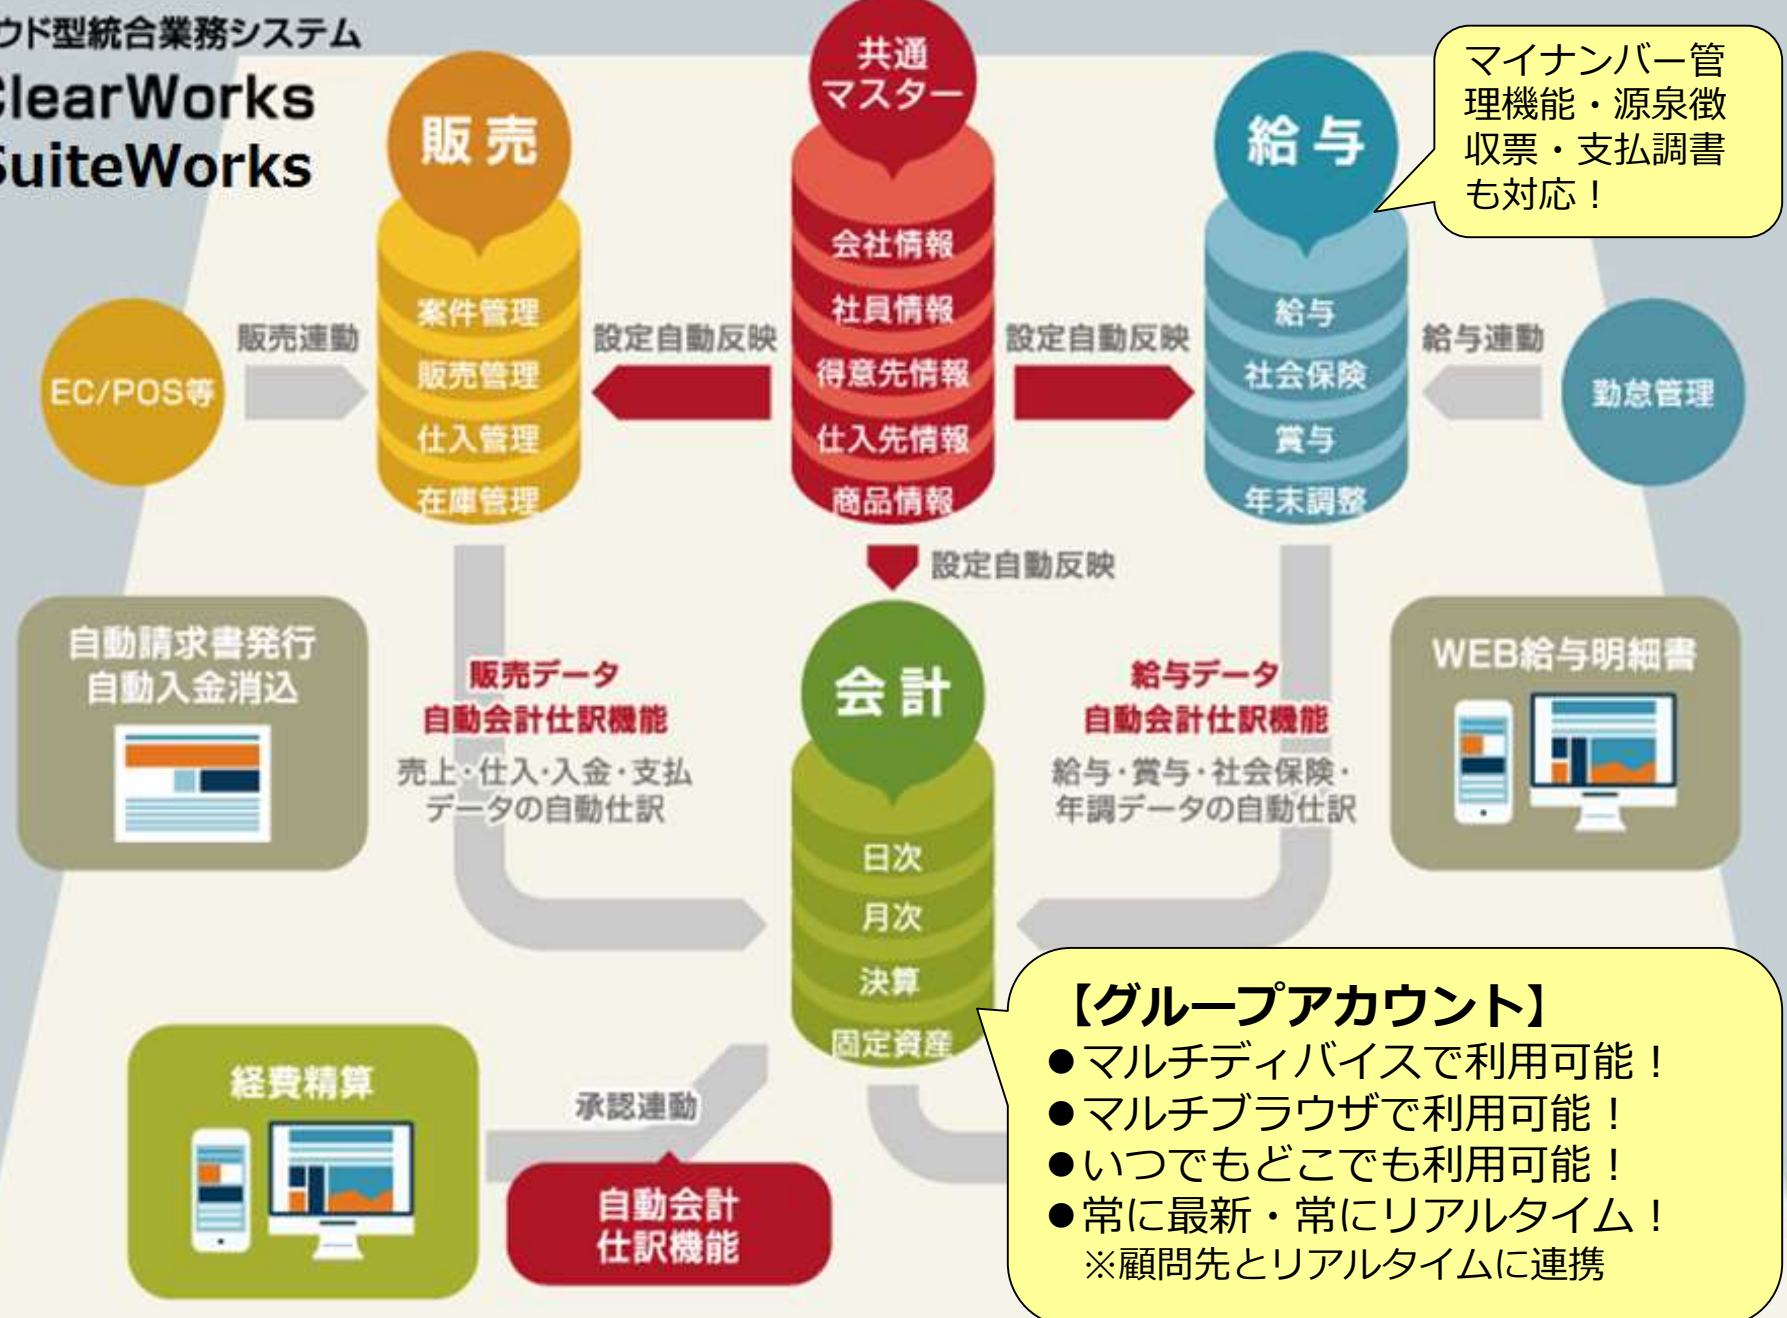 ウド型統合業務システム
ClearWorks
SuiteWorks
販売
案件管理
販売管理
仕入管理
在庫管理
共通
マスター
会社情報
社員情報
得意先情報
仕入先情報
商品情報
給与
給与
社会保険
賞与
年末調整
マイナンバー管
理機能・源泉徴
収票・支払調書
も対応！
EC/POS等
販売連動
設定自動反映
設定自動反映
給与連動
勤怠管理
設定自動反映
自動請求書発行
自動入金消込
販売データ
自動会計仕訳機能
売上・仕入・入金・支払
データの自動仕訳
会計
日次
月次
決算
固定資産
給与データ
自動会計仕訳機能
給与・賞与・社会保険・
年調データの自動仕訳
WEB給与明細書
経費精算
承認連動
自動会計
仕訳機能
【グループアカウント】
●マルチディバイスで利用可能！
●マルチブラウザで利用可能！
●いつでもどこでも利用可能！
●常に最新・常にリアルタイム！
※顧問先とリアルタイムに連携